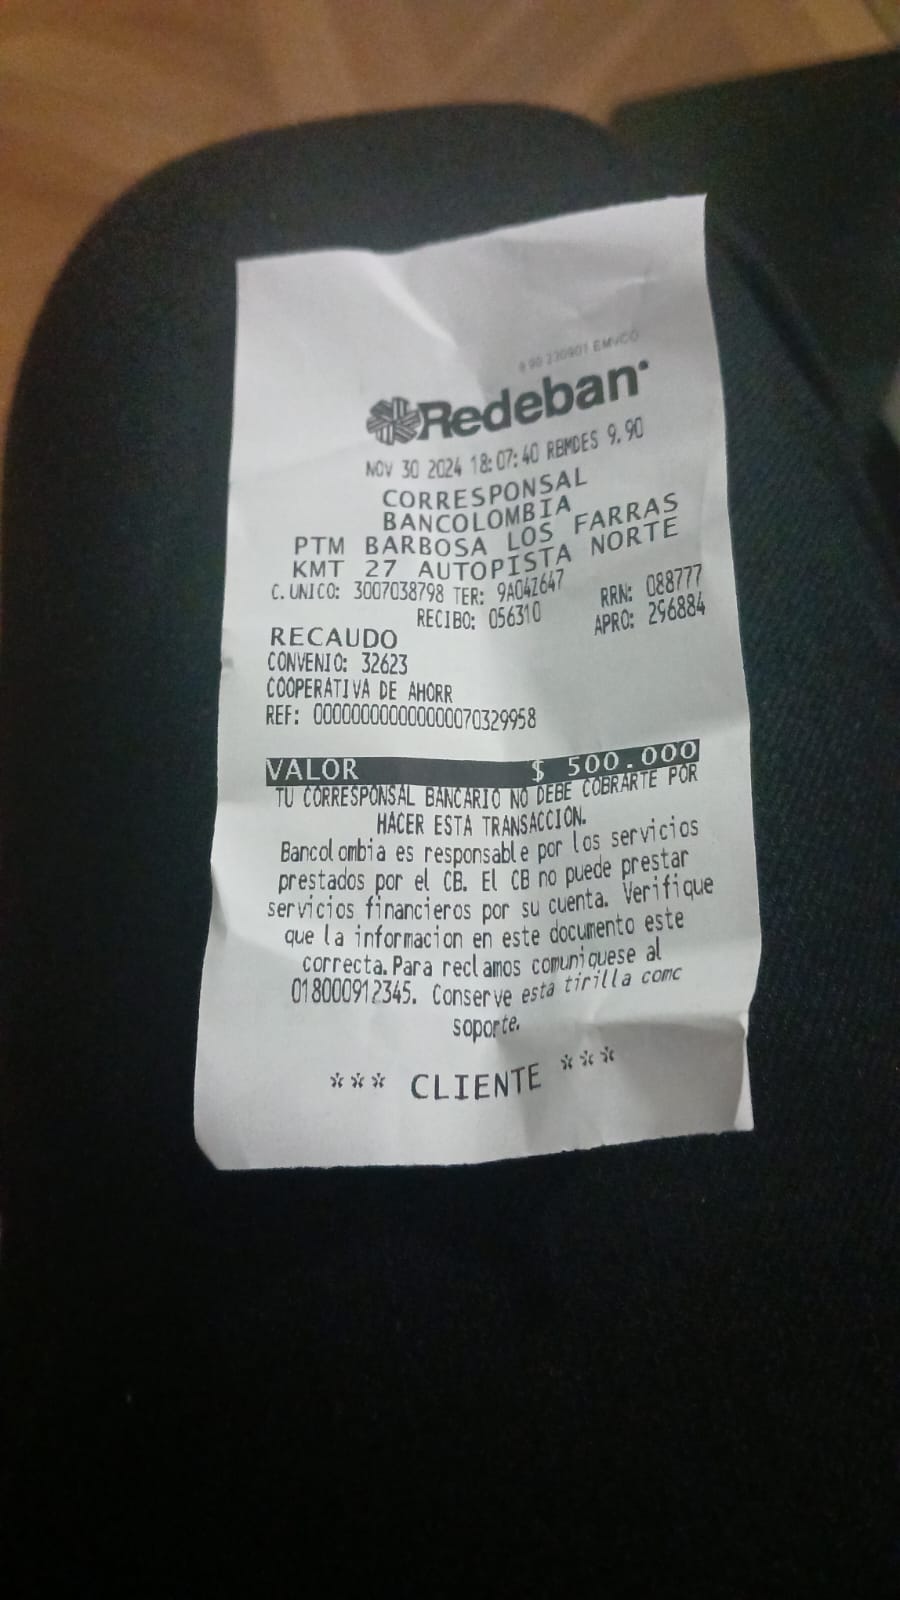 Redeban
NOV 30 2024 18:07:40 RBMDES 9.90
CORRESPONSAL
BANCOLOMBIA
PTM BARBOSA LOS FARRAS
KMT 27 AUTOPISTA NORTE
C.UNICO: 3007038798 TER: 9A042647
RECIBO: 056310 RRN: 088777
APRO: 296884
RECAUDO
CONVENIO: 32623
COOPERATIVA DE AHORR
REF: 000000000000000070329958
VALOR $ 500.000
TU CORRESPONSAL BANCARIO NO DEBE COBRARTE POR
HACER ESTA TRANSACCION.
Bancolombia es responsable por los servicios
prestados por el CB. El CB no puede prestar
servicios financieros por su cuenta. Verifique
que la informacion en este documento este
correcta. Para reclamos comuniquese al
018000912345. Conserve esta tirilla comc
soporte.
*** CLIENTE ***